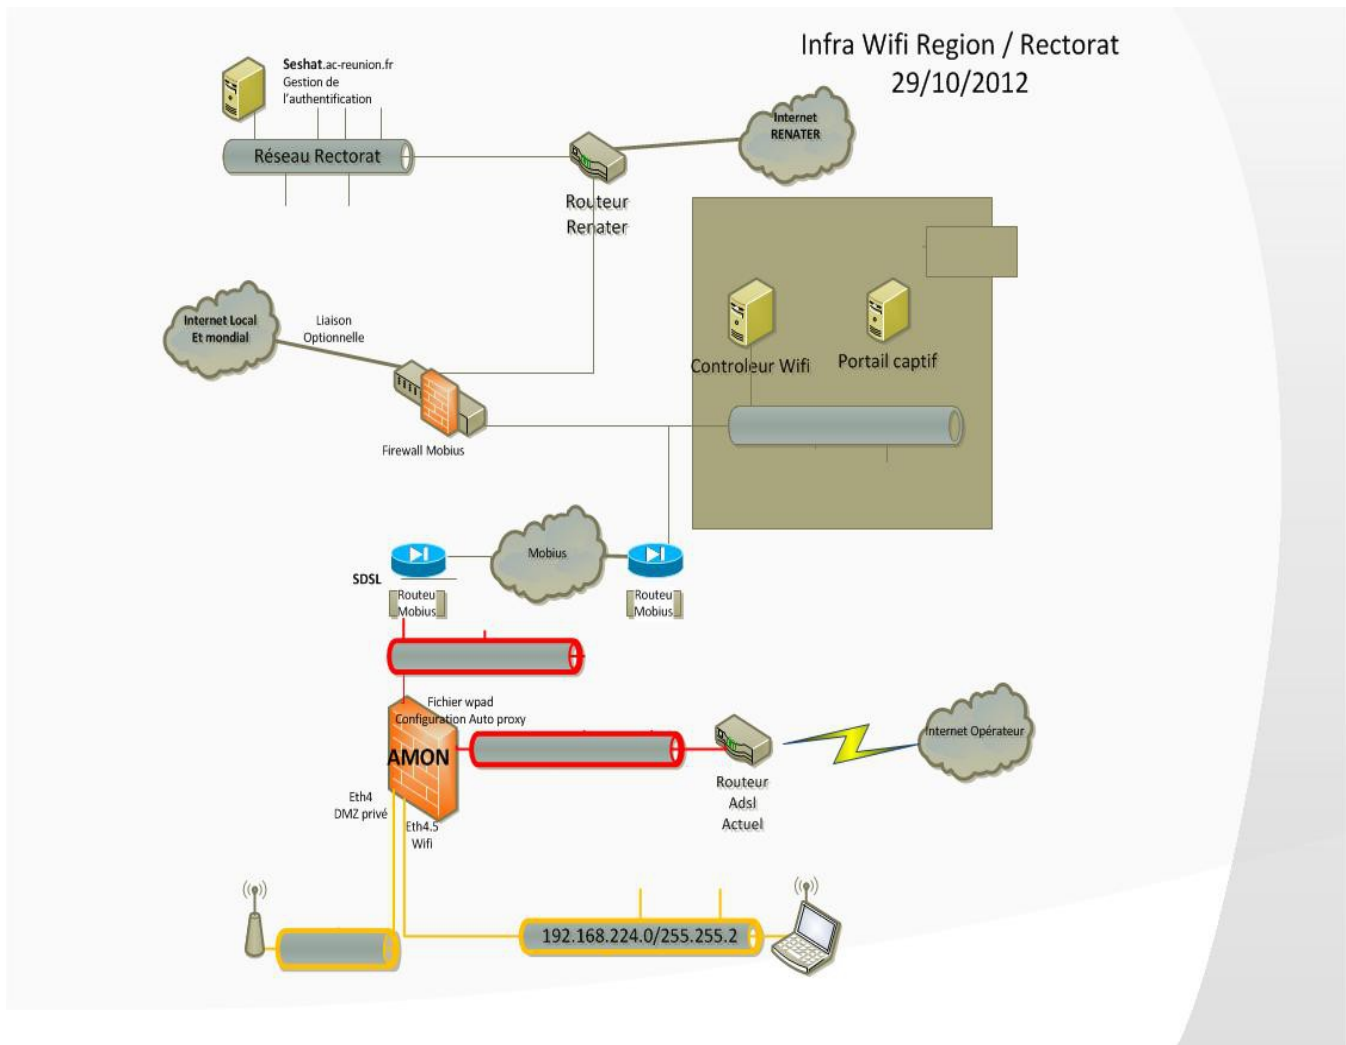 Infra Wifi Region / Rectorat
29/10/2012
Seshat.ac-reunion.fr
Gestion de
l'authentification
Réseau Rectorat
Internet
RENATER
Routeur
Renater
Internet Local
Et mondial
Liaison
Optionnelle
Controleur Wifi
Portail captif
Firewall Mobius
Mobius
SDSL
Routeu
Mobius
Routeu
Mobius
Fichier wpad
Configuration Auto proxy
AMON
Internet Opérateur
Routeur
Adsl
Actuel
Eth4
DMZ privé
Eth4.5
Wifi
192.168.224.0/255.255.2